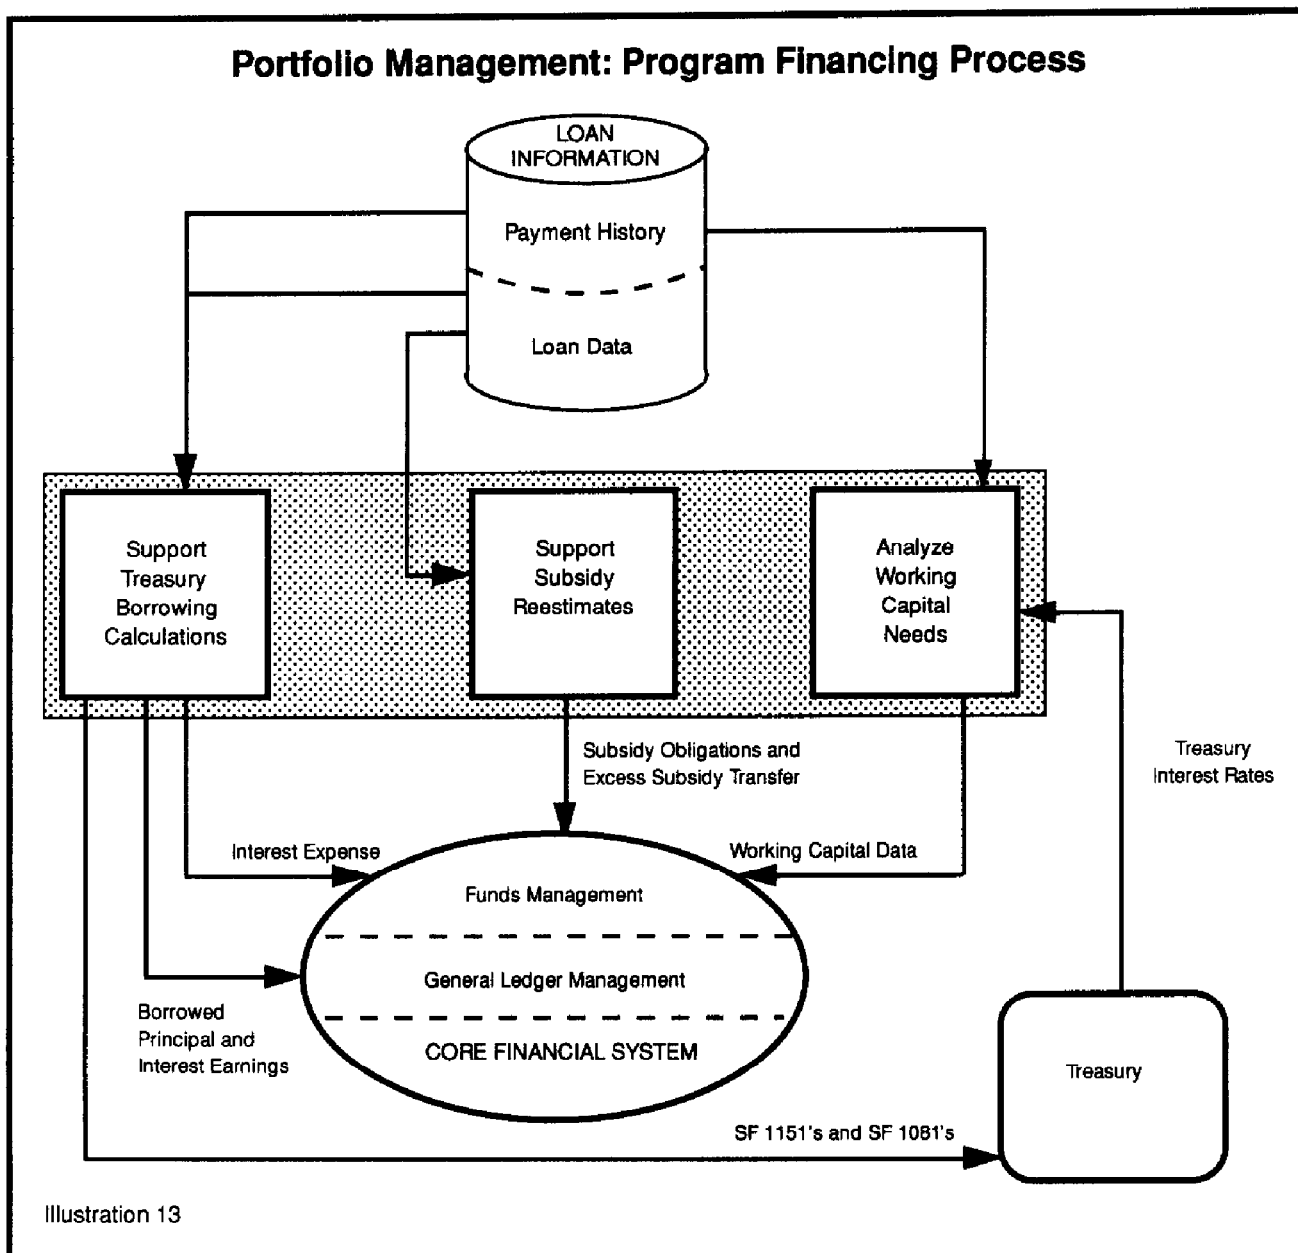 Portfolio Management: Program Financing Process
LOAN
INFORMATION
Payment History
Loan Data
Support
Treasury
Borrowing
Calculations
Support
Subsidy
Reestimates
Analyze
Working
Capital
Needs
Subsidy Obligations and
Excess Subsidy Transfer
Treasury
Interest Rates
Interest Expense
Working Capital Data
Funds Management
General Ledger Management
CORE FINANCIAL SYSTEM
Borrowed
Principal and
Interest Earnings
Treasury
SF 1151's and SF 1081's
Illustration 13